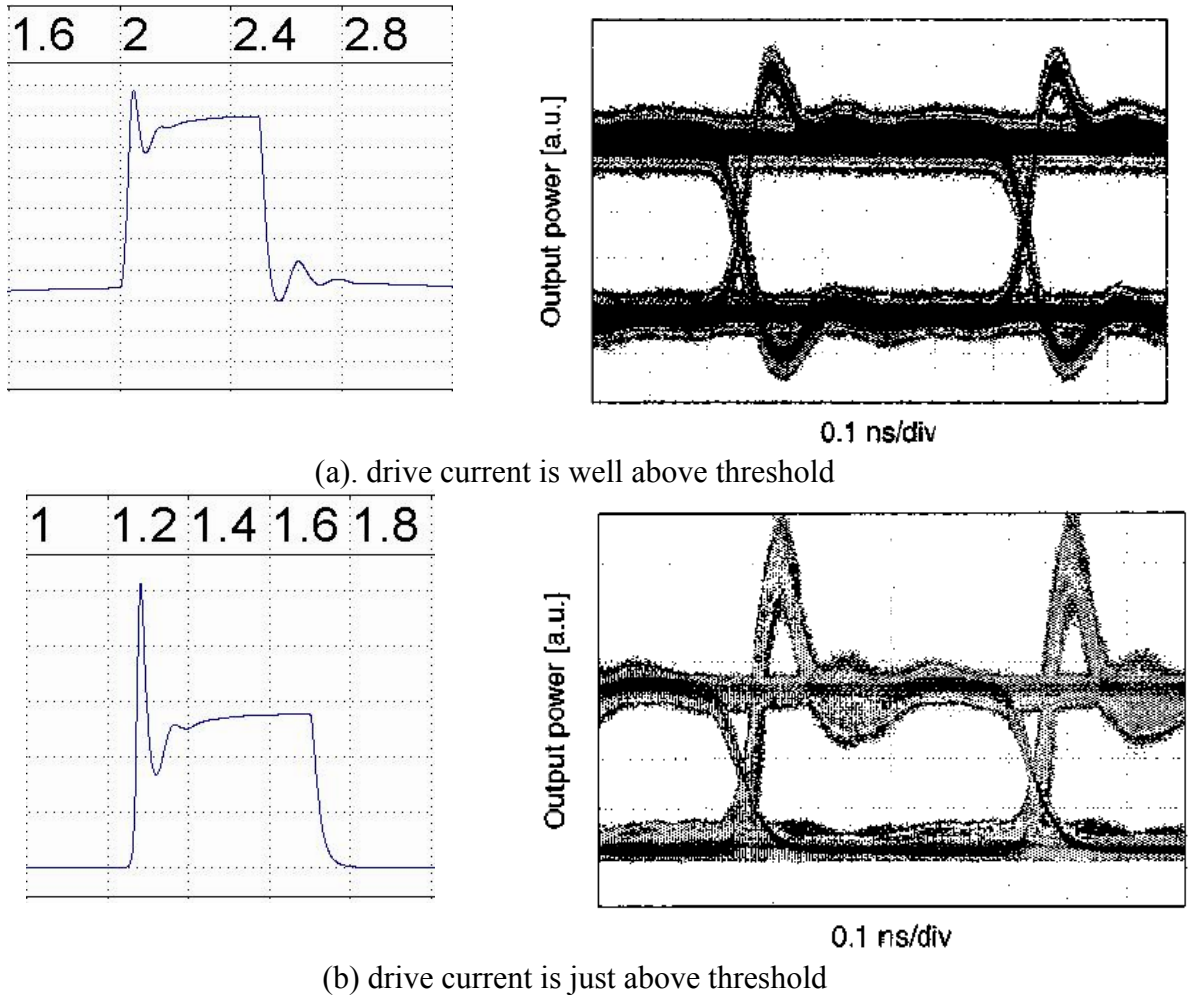 1.6 2 2.4 2.8
Output power [a.u.]
0.1 ns/div
(a). drive current is well above threshold
1 1.2 1.4 1.6 1.8
Output power [a.u.]
0.1 ns/div
(b) drive current is just above threshold